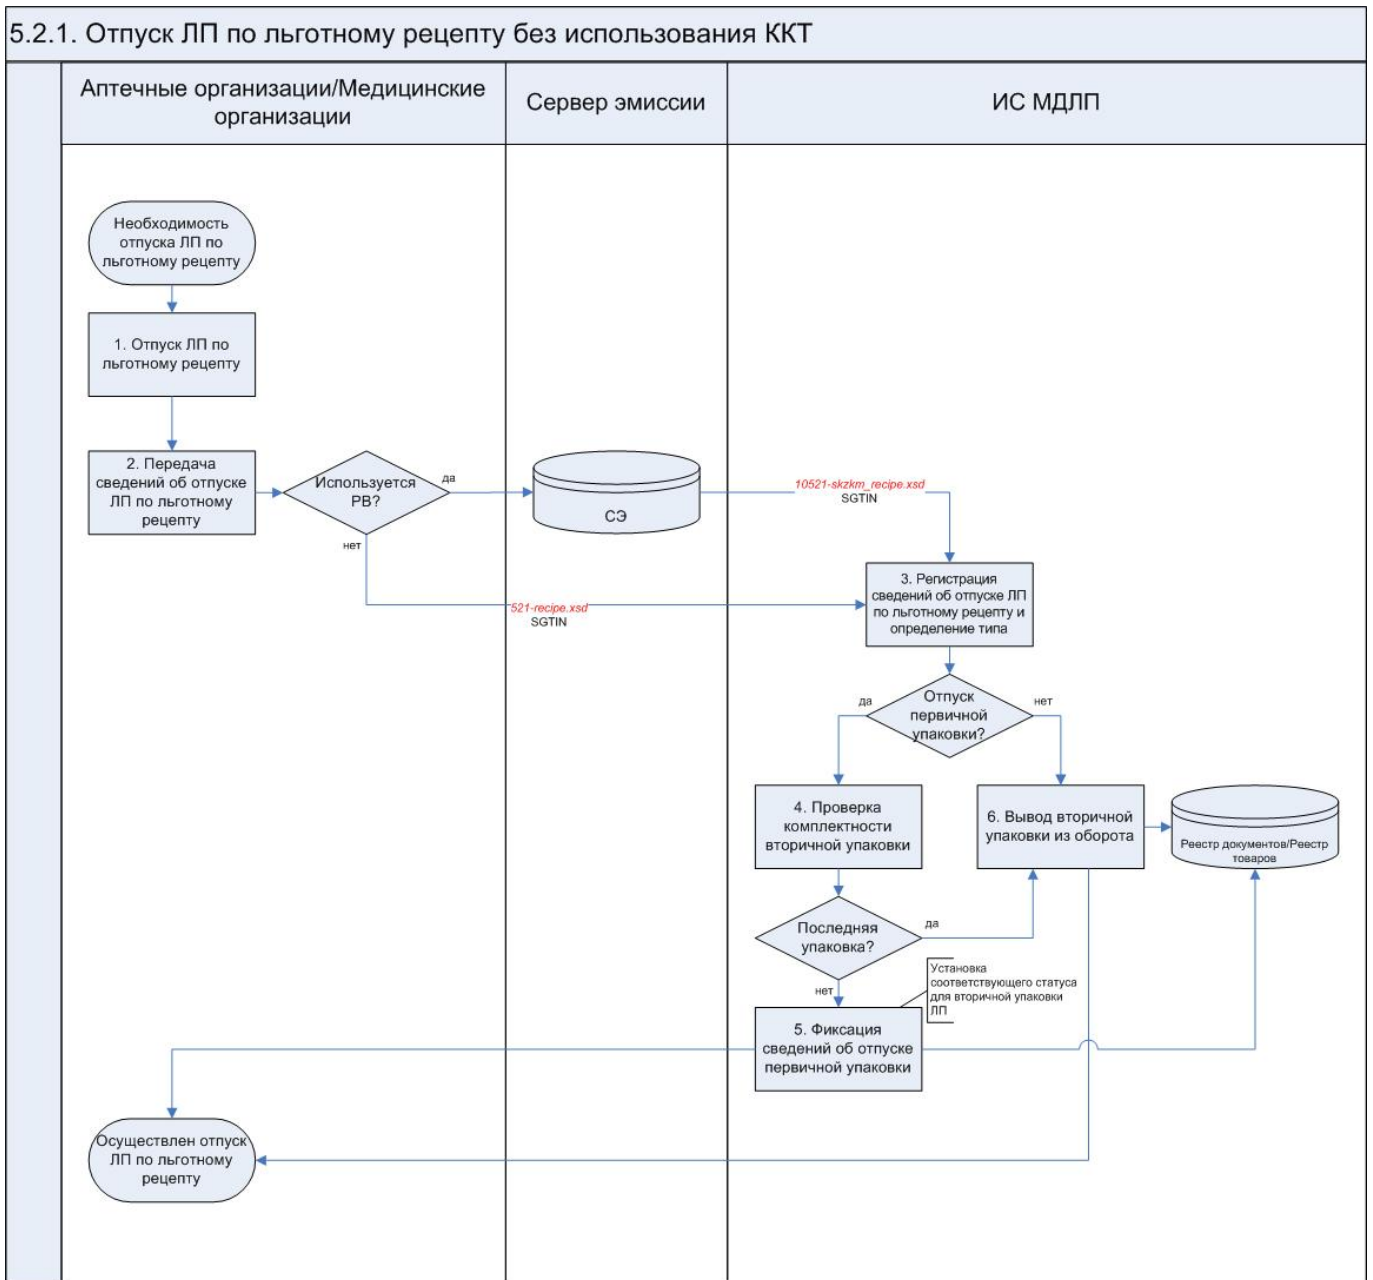 5.2.1. Отпуск ЛП по льготному рецепту без использования ККТ
Аптечные организации/Медицинские
организации
Сервер эмиссии
ИС МДЛП
Необходимость
отпуска ЛП по
льготному рецепту
1. Отпуск ЛП по
льготному рецепту
2. Передача
сведений об отпуске
ЛП по льготному
рецепту
Используется
РВ?
да
нет
СЭ
10521-skzkm_recipe.xsd
SGTIN
521-recipe.xsd
SGTIN
3. Регистрация
сведений об отпуске ЛП
по льготному рецепту и
определение типа
Отпуск
первичной
упаковки?
да
нет
4. Проверка
комплектности
вторичной упаковки
6. Вывод вторичной
упаковки из оборота
Реестр документов/Реестр
товаров
Последняя
упаковка?
да
нет
Установка
соответствующего статуса
для вторичной упаковки
ЛП
5. Фиксация
сведений об отпуске
первичной упаковки
Осуществлен отпуск
ЛП по льготному
рецепту